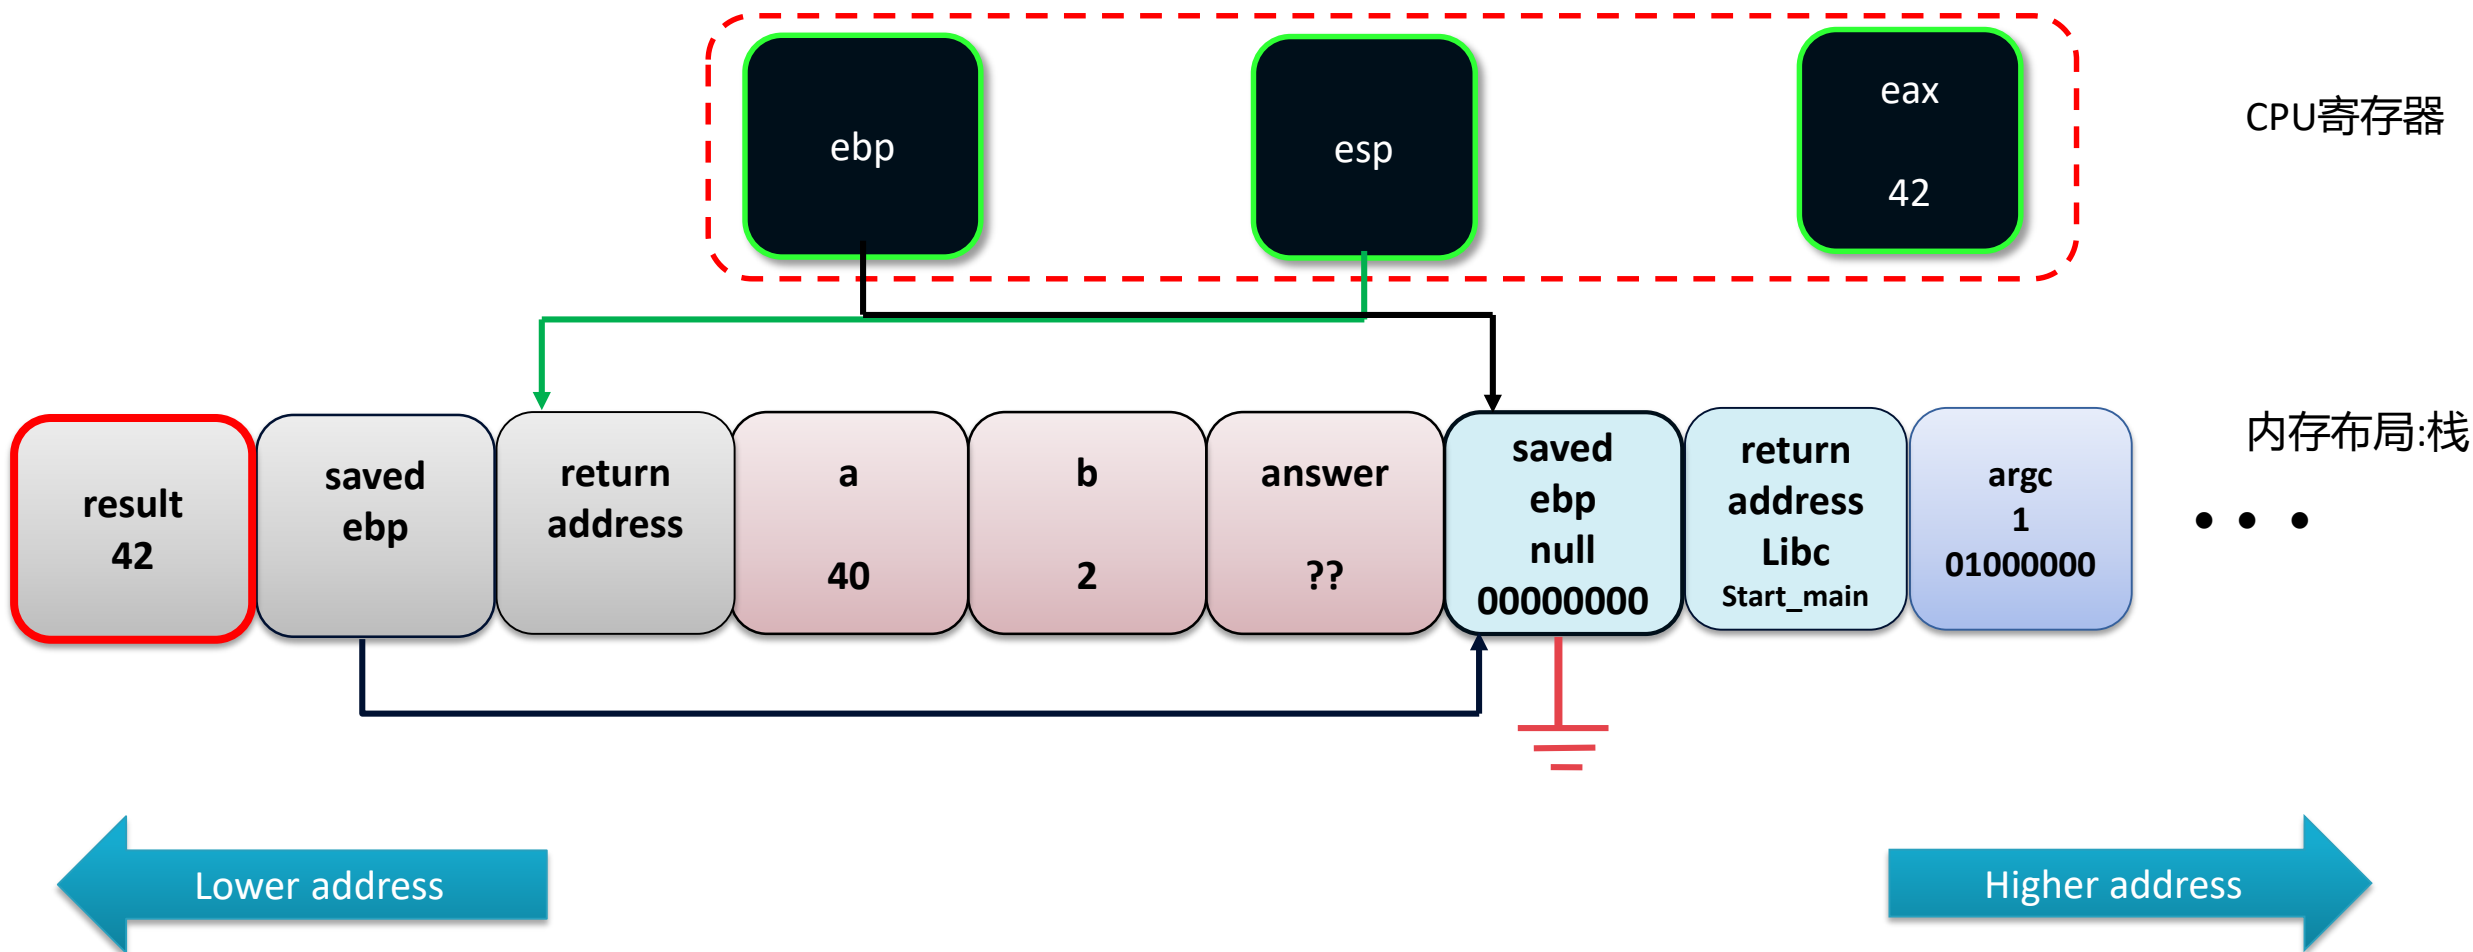 ebp
esp
eax
42
CPU寄存器
result
42
saved
ebp
return
address
a
40
b
2
answer
??
saved
ebp
null
00000000
return
address
Libc
Start_main
argc
1
01000000
• • •
内存布局:栈
Lower address
Higher address